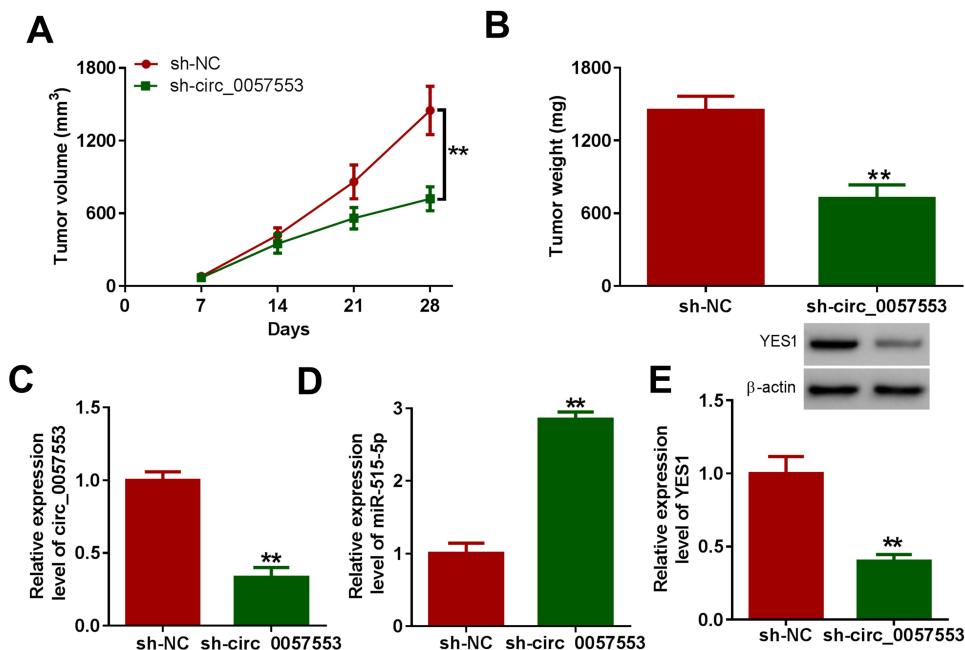 A
sh-NC
sh-circ_0057553
Tumor volume (mm3)
1800
1200
600
0
0
7
14
21
28
Days
**
B
Tumor weight (mg)
1800
1200
600
0
**
sh-NC
sh-circ_0057553
C
Relative expression
level of circ_0057553
1.5
1.0
0.5
0.0
**
sh-NC
sh-circ_0057553
D
Relative expression
level of miR-515-5p
3
2
1
0
**
sh-NC
sh-circ_0057553
E
YES1
β-actin
Relative expression
level of YES1
1.5
1.0
0.5
0.0
**
sh-NC
sh-circ_0057553